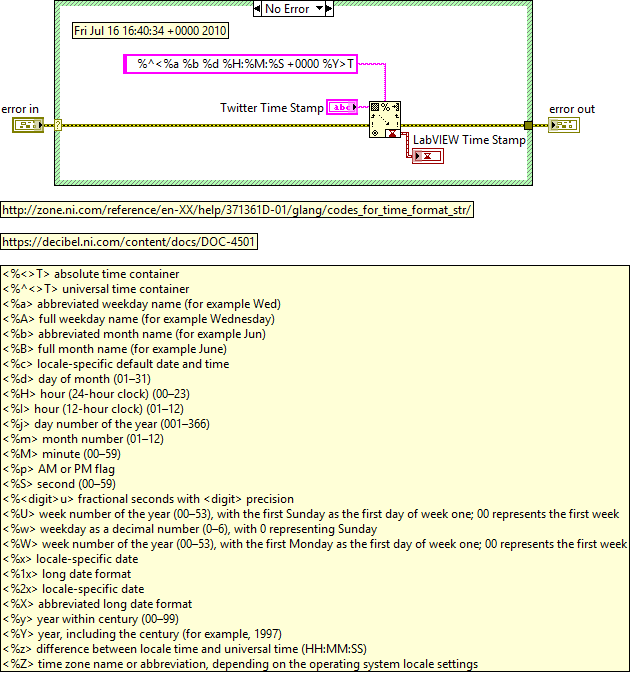 No Error
Fri Jul 16 16:40:34 +0000 2010
%^<%a %b %d %H:%M:%S +0000 %Y>T
error in
Twitter Time Stamp
abc
%
?
error out
LabVIEW Time Stamp
http://zone.ni.com/reference/en-XX/help/371361D-01/glang/codes_for_time_format_str/
https://decibel.ni.com/content/docs/DOC-4501
<%<>T> absolute time container
<%^<>T> universal time container
<%a> abbreviated weekday name (for example Wed)
<%A> full weekday name (for example Wednesday)
<%b> abbreviated month name (for example Jun)
<%B> full month name (for example June)
<%c> locale-specific default date and time
<%d> day of month (01–31)
<%H> hour (24-hour clock) (00–23)
<%I> hour (12-hour clock) (01–12)
<%j> day number of the year (001–366)
<%m> month number (01–12)
<%M> minute (00–59)
<%p> AM or PM flag
<%S> second (00–59)
<%<digit>u> fractional seconds with <digit> precision
<%U> week number of the year (00–53), with the first Sunday as the first day of week one; 00 represents the first week
<%w> weekday as a decimal number (0–6), with 0 representing Sunday
<%W> week number of the year (00–53), with the first Monday as the first day of week one; 00 represents the first week
<%x> locale-specific date
<%1x> long date format
<%2x> locale-specific date
<%X> abbreviated long date format
<%y> year within century (00–99)
<%Y> year, including the century (for example, 1997)
<%z> difference between locale time and universal time (HH:MM:SS)
<%Z> time zone name or abbreviation, depending on the operating system locale settings